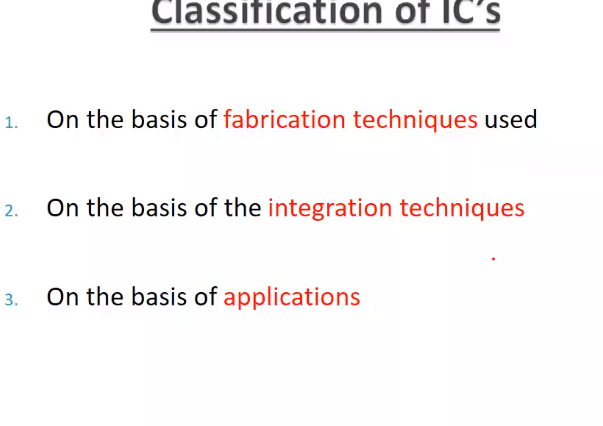 Classification of IC’s
1. On the basis of fabrication techniques used
2. On the basis of the integration techniques
3. On the basis of applications